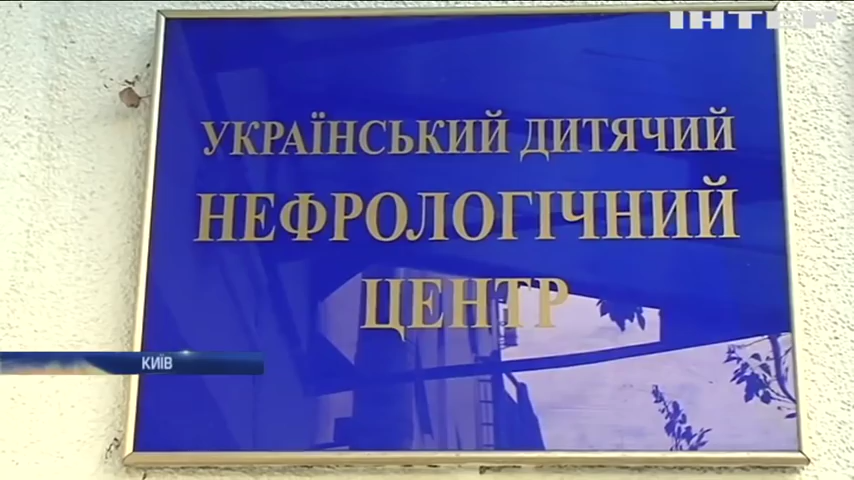 ІНТЕР
УКРАЇНСЬКИЙ ДИТЯЧИЙ
НЕФРОЛОГІЧНИЙ
ЦЕНТР
КИЇВ